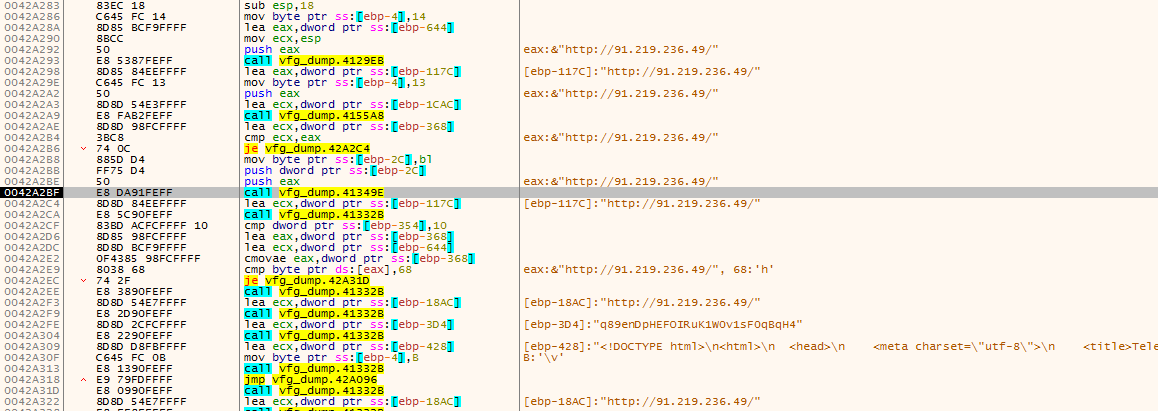 0042A283 83EC 18 sub esp,18
0042A286 C645 FC 14 mov byte ptr ss:[ebp-4],14
0042A28A 8D85 BCF9FFFF lea eax,dword ptr ss:[ebp-644]
0042A290 8BCC mov ecx,esp
0042A292 50 push eax eax:&"http://91.219.236.49/"
0042A293 E8 5387FEFF call vfg_dump.4129EB
0042A298 8D85 84EEFFFF lea eax,dword ptr ss:[ebp-117C] [ebp-117C]:"http://91.219.236.49/"
0042A29E C645 FC 13 mov byte ptr ss:[ebp-4],13
0042A2A2 50 push eax eax:&"http://91.219.236.49/"
0042A2A3 8D8D 54E3FFFF lea ecx,dword ptr ss:[ebp-1CAC]
0042A2A9 E8 FAB2FEFF call vfg_dump.4155A8
0042A2AE 8D8D 98FCFFFF lea ecx,dword ptr ss:[ebp-368]
0042A2B4 3BC8 cmp ecx,eax eax:&"http://91.219.236.49/"
0042A2B6 74 0C je vfg_dump.42A2C4
0042A2B8 885D D4 mov byte ptr ss:[ebp-2C],bl
0042A2BB FF75 D4 push dword ptr ss:[ebp-2C]
0042A2BE 50 push eax eax:&"http://91.219.236.49/"
0042A2BF E8 DA91FEFF call vfg_dump.41349E
0042A2C4 8D8D 84EEFFFF lea ecx,dword ptr ss:[ebp-117C] [ebp-117C]:"http://91.219.236.49/"
0042A2CA E8 5C90FEFF call vfg_dump.41332B
0042A2CF 83BD ACFCFFFF 10 cmp dword ptr ss:[ebp-354],10
0042A2D6 8D85 98FCFFFF lea eax,dword ptr ss:[ebp-368]
0042A2DC 8D8D BCF9FFFF lea ecx,dword ptr ss:[ebp-644]
0042A2E2 0F4385 98FCFFFF cmovae eax,dword ptr ss:[ebp-368]
0042A2E9 8038 68 cmp byte ptr ds:[eax],68 eax:&"http://91.219.236.49/", 68:'h'
0042A2EC 74 2F je vfg_dump.42A31D
0042A2EE E8 3890FEFF call vfg_dump.41332B
0042A2F3 8D8D 54E7FFFF lea ecx,dword ptr ss:[ebp-18AC] [ebp-18AC]:"http://91.219.236.49/"
0042A2F9 E8 2D90FEFF call vfg_dump.41332B
0042A2FE 8D8D 2CFCFFFF lea ecx,dword ptr ss:[ebp-3D4] [ebp-3D4]:"q89enDpHEFOIRuK1WOv1sFOqBqH4"
0042A304 E8 2290FEFF call vfg_dump.41332B
0042A309 8D8D D8FBFFFF lea ecx,dword ptr ss:[ebp-428] [ebp-428]:"<!DOCTYPE html>\n<html>\n <head>\n <meta charset=\"utf-8\">\n <title>Tele
0042A30F C645 FC 0B mov byte ptr ss:[ebp-4],B B:'\v'
0042A313 E8 1390FEFF call vfg_dump.41332B
0042A318 E9 79FDFFFF jmp vfg_dump.42A096
0042A31D E8 0990FEFF call vfg_dump.41332B
0042A322 8D8D 54E7FFFF lea ecx,dword ptr ss:[ebp-18AC] [ebp-18AC]:"http://91.219.236.49/"